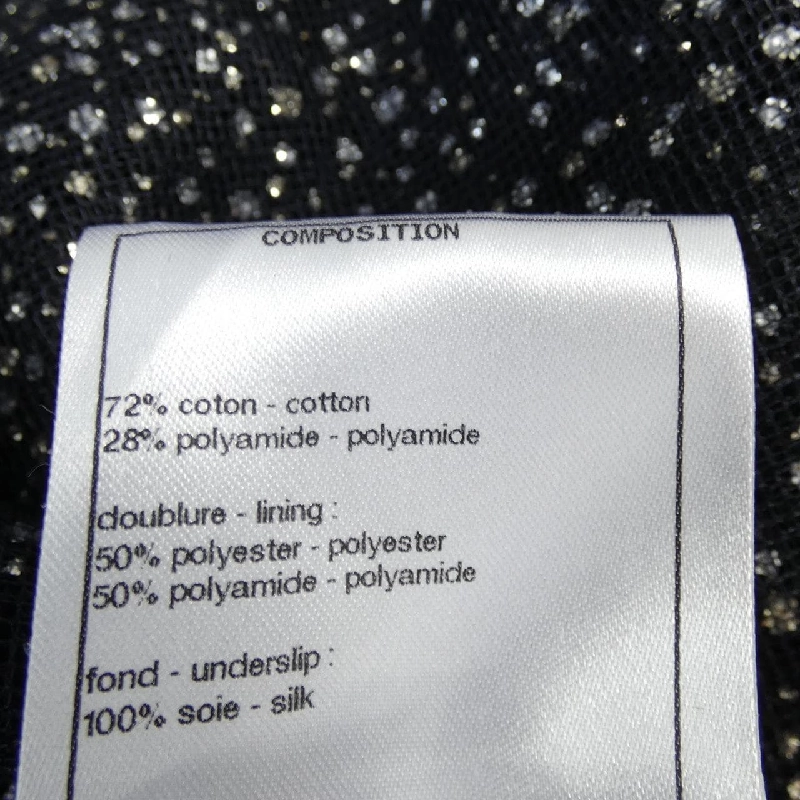 COMPOSITION
72% coton - cotton
28% polyamide - polyamide
doublure - lining :
50% polyester - polyester
50% polyamide - polyamide
fond - underslip :
100% soie - silk